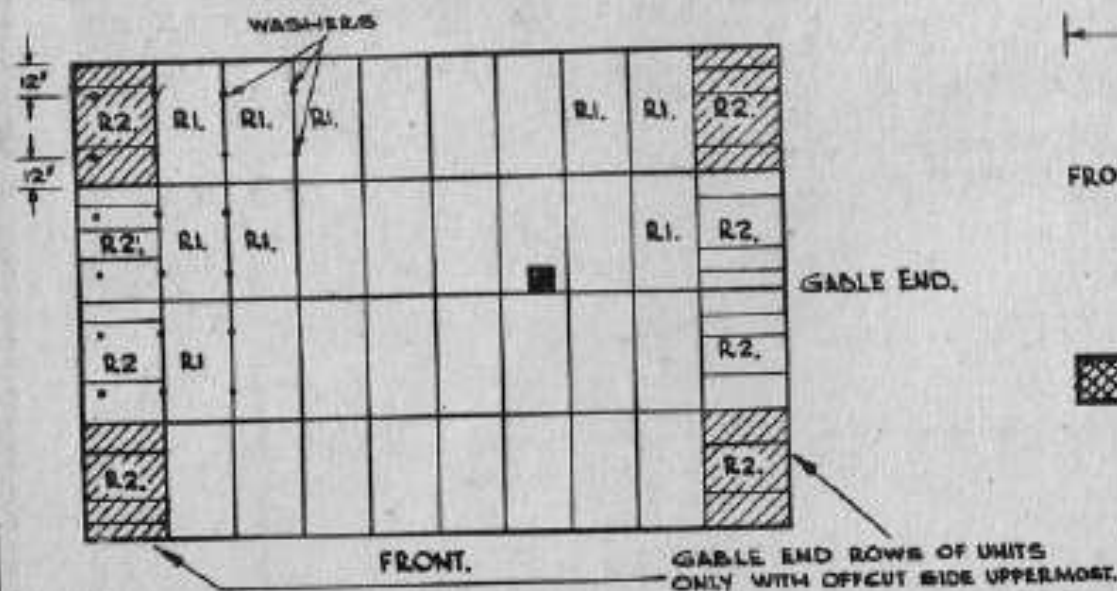 WASHERS
12"
R2. R1. R1. R1. R1. R1. R2.
12"
FRO
R2. R1. R1. R1. R2.
GABLE END.
R2 R1 R2.
R2. R2.
FRONT.
GABLE END ROWS OF UNITS
ONLY WITH OFFCUT SIDE UPPERMOST.